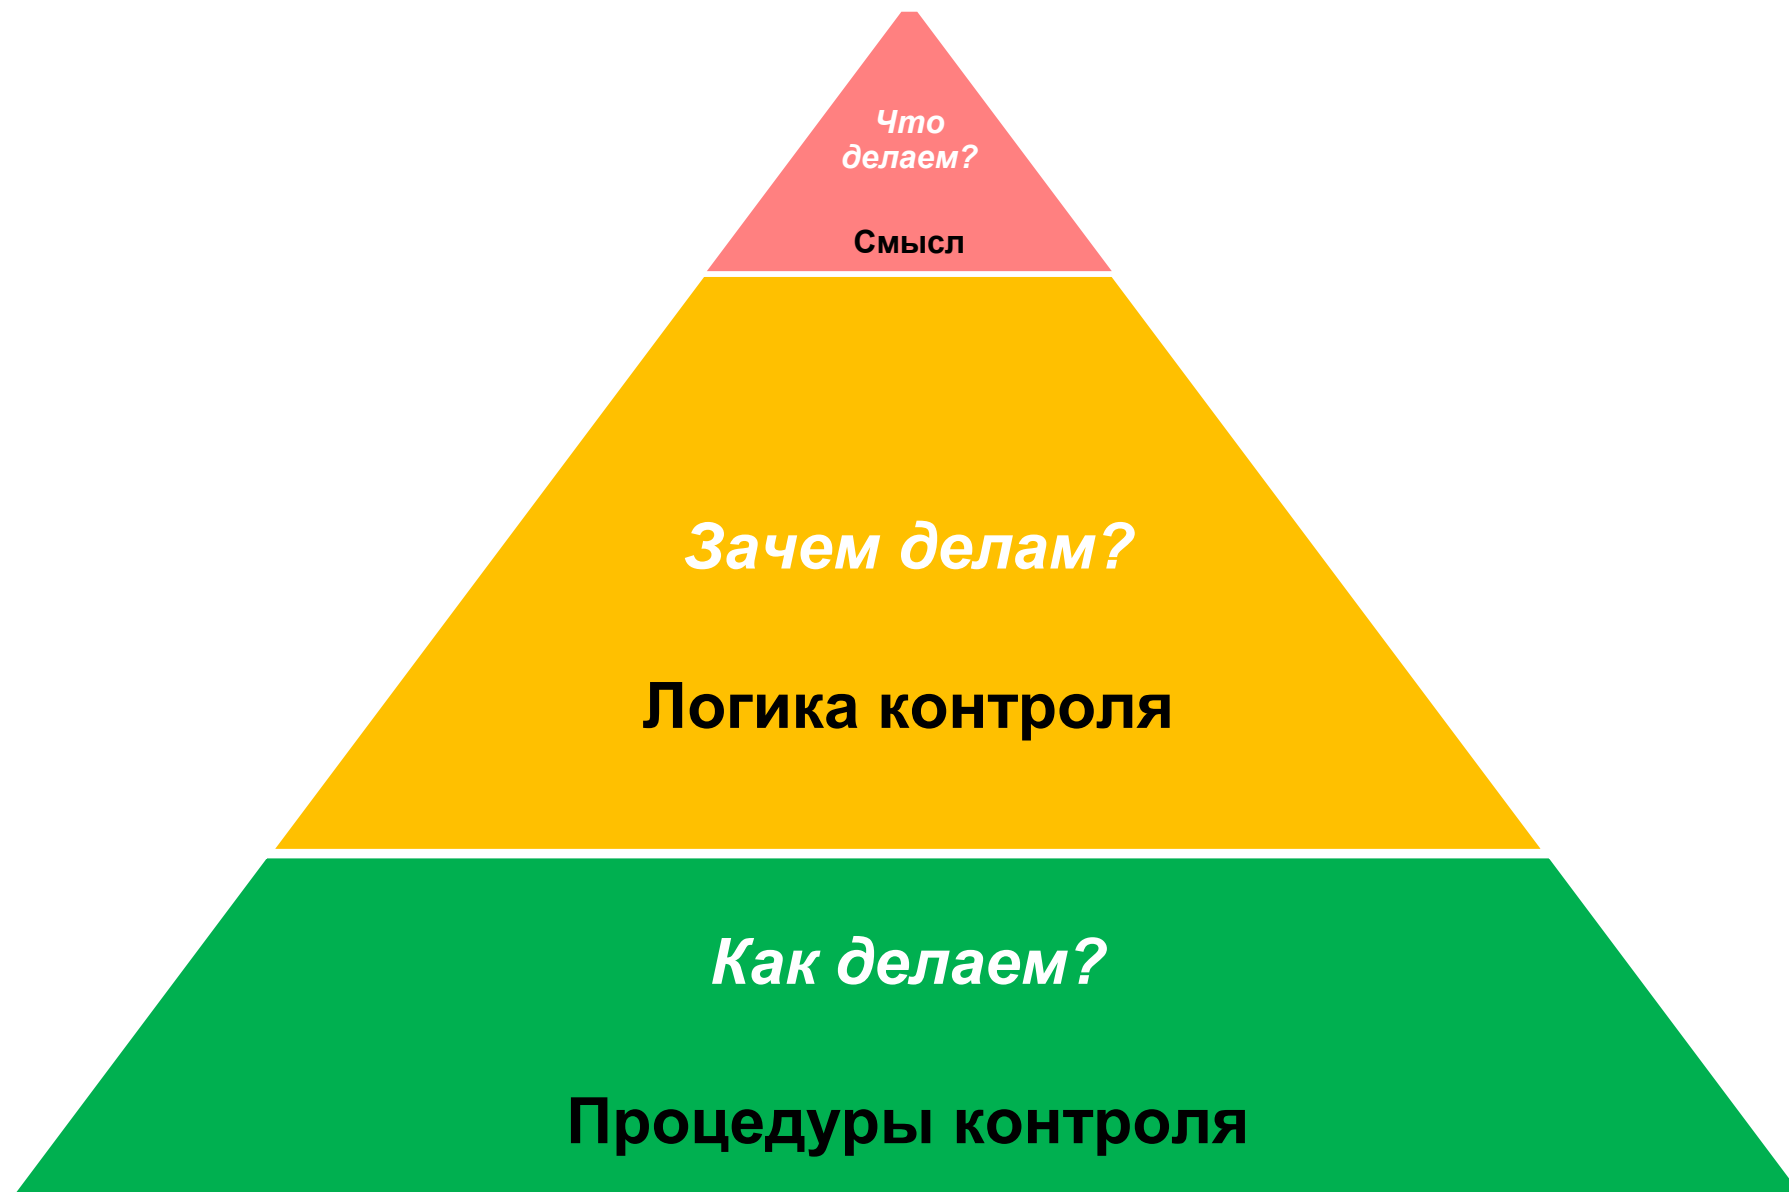 Что
делаем?
Смысл
Зачем делам?
Логика контроля
Как делаем?
Процедуры контроля